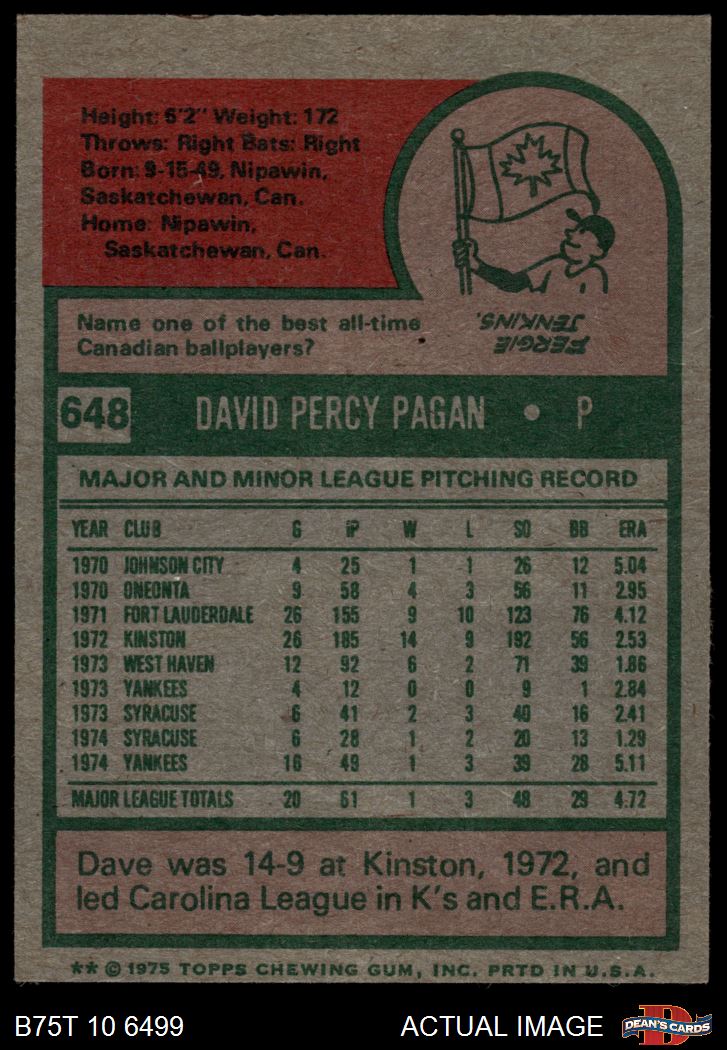 Height: 6'2" Weight: 172
Throws: Right Bats: Right
Born: 9-15-49, Nipawin,
Saskatchewan, Can.
Home: Nipawin,
Saskatchewan, Can.
Name one of the best all-time
Canadian ballplayers?
FERGIE
JENKINS.
648 DAVID PERCY PAGAN • P
MAJOR AND MINOR LEAGUE PITCHING RECORD
YEAR CLUB G IP W L SO BB ERA
1970 JOHNSON CITY 4 25 1 1 26 12 5.04
1970 ONEONTA 9 58 4 3 56 11 2.95
1971 FORT LAUDERDALE 26 155 9 10 123 76 4.12
1972 KINSTON 26 185 14 9 192 56 2.53
1973 WEST HAVEN 12 92 6 2 71 39 1.86
1973 YANKEES 4 12 0 0 9 1 2.84
1973 SYRACUSE 6 41 2 3 40 16 2.41
1974 SYRACUSE 6 28 1 2 20 13 1.29
1974 YANKEES 16 49 1 3 39 28 5.11
MAJOR LEAGUE TOTALS 20 61 1 3 48 29 4.72
Dave was 14-9 at Kinston, 1972, and
led Carolina League in K's and E.R.A.
** © 1975 TOPPS CHEWING GUM, INC. PRTD IN U.S.A.
B75T 10 6499 ACTUAL IMAGE DEAN'S CARDS